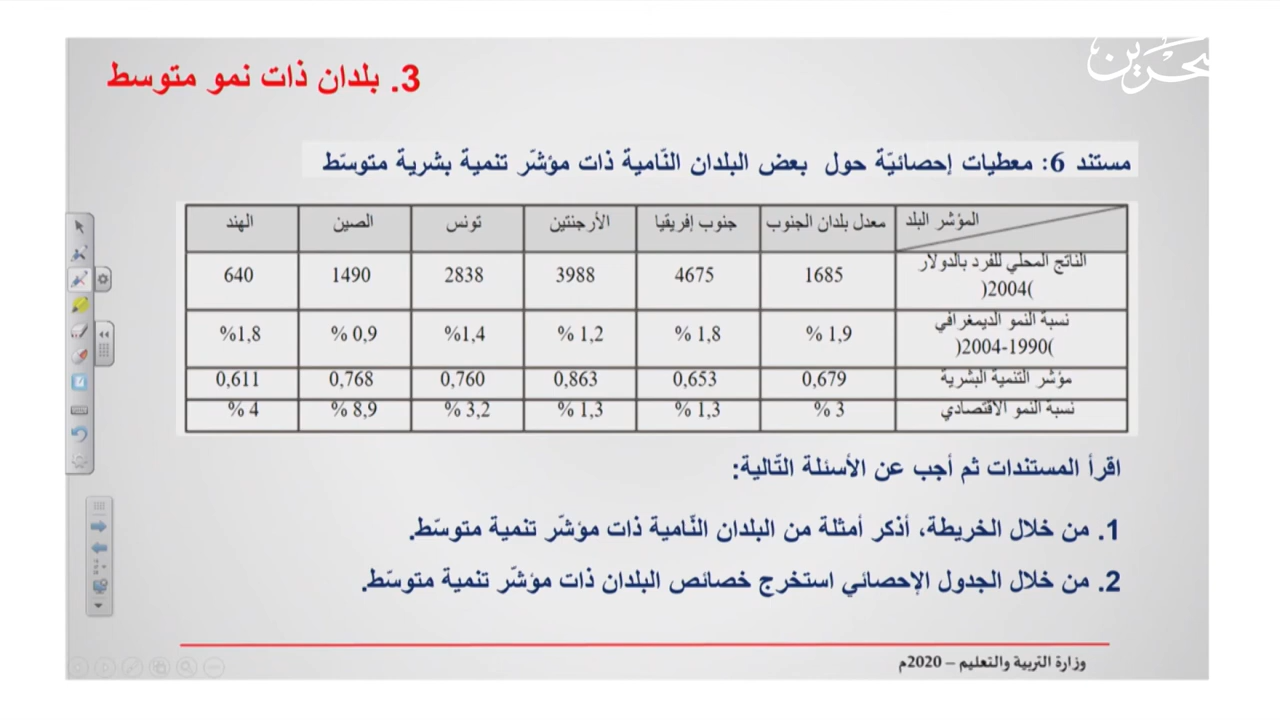 البحرين
3. بلدان ذات نمو متوسط
مستند 6: معطيات إحصائيّة حول بعض البلدان النّامية ذات مؤشّر تنمية بشرية متوسّط
المؤشر البلد | معدل بلدان الجنوب | جنوب إفريقيا | الأرجنتين | تونس | الصين | الهند
الناتج المحلي للفرد بالدولار )2004( | 1685 | 4675 | 3988 | 2838 | 1490 | 640
نسبة النمو الديمغرافي )1990-2004( | 1,9 % | 1,8 % | 1,2 % | 1,4% | 0,9 % | 1,8%
مؤشر التنمية البشرية | 0,679 | 0,653 | 0,863 | 0,760 | 0,768 | 0,611
نسبة النمو الاقتصادي | 3 % | 1,3 % | 1,3 % | 3,2 % | 8,9 % | 4 %
اقرأ المستندات ثم أجب عن الأسئلة التّالية:
1. من خلال الخريطة، أذكر أمثلة من البلدان النّامية ذات مؤشّر تنمية متوسّط.
2. من خلال الجدول الإحصائي استخرج خصائص البلدان ذات مؤشّر تنمية متوسّط.
وزارة التربية والتعليم – 2020م